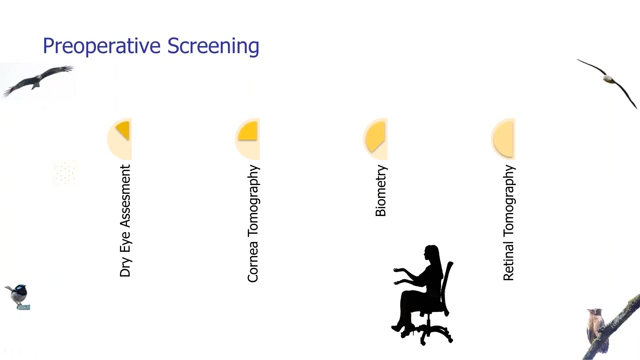 Preoperative Screening
Dry Eye Assesment
Cornea Tomography
Biometry
Retinal Tomography